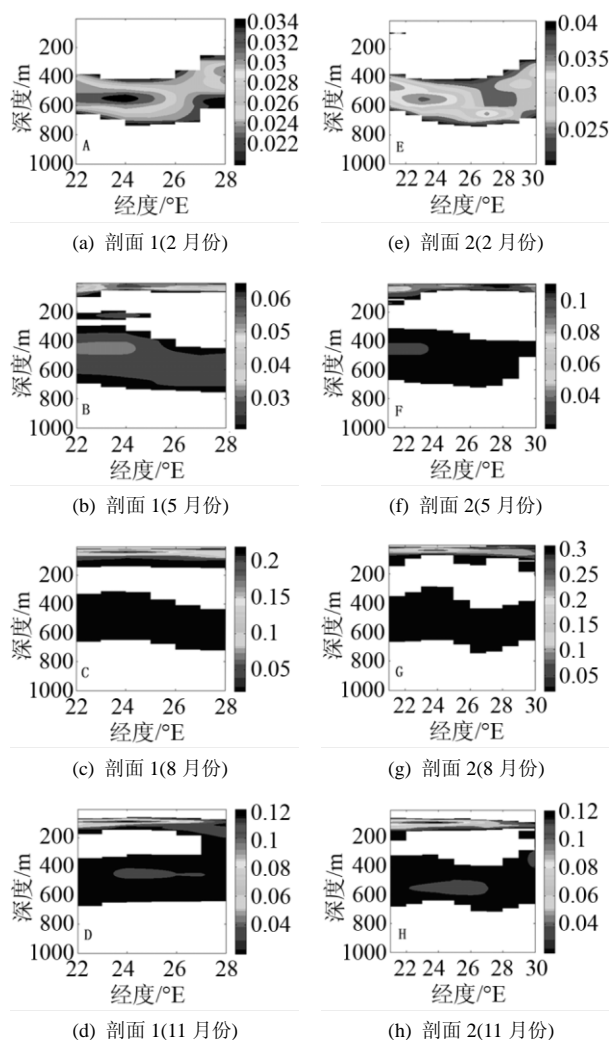 0.034
0.032
0.03
0.028
0.026
0.024
0.022
200
400
600
800
1000
深度/m
A
22 24 26 28
经度/°E
(a) 剖面 1(2 月份)
0.04
0.035
0.03
0.025
200
400
600
800
1000
深度/m
E
22 24 26 28 30
经度/°E
(e) 剖面 2(2 月份)
0.06
0.05
0.04
0.03
200
400
600
800
1000
深度/m
B
22 24 26 28
经度/°E
(b) 剖面 1(5 月份)
0.1
0.08
0.06
0.04
200
400
600
800
1000
深度/m
F
22 24 26 28 30
经度/°E
(f) 剖面 2(5 月份)
0.2
0.15
0.1
0.05
200
400
600
800
1000
深度/m
C
22 24 26 28
经度/°E
(c) 剖面 1(8 月份)
0.3
0.25
0.2
0.15
0.1
0.05
200
400
600
800
1000
深度/m
G
22 24 26 28 30
经度/°E
(g) 剖面 2(8 月份)
0.12
0.1
0.08
0.06
0.04
200
400
600
800
1000
深度/m
D
22 24 26 28
经度/°E
(d) 剖面 1(11 月份)
0.12
0.1
0.08
0.06
0.04
200
400
600
800
1000
深度/m
H
22 24 26 28 30
经度/°E
(h) 剖面 2(11 月份)